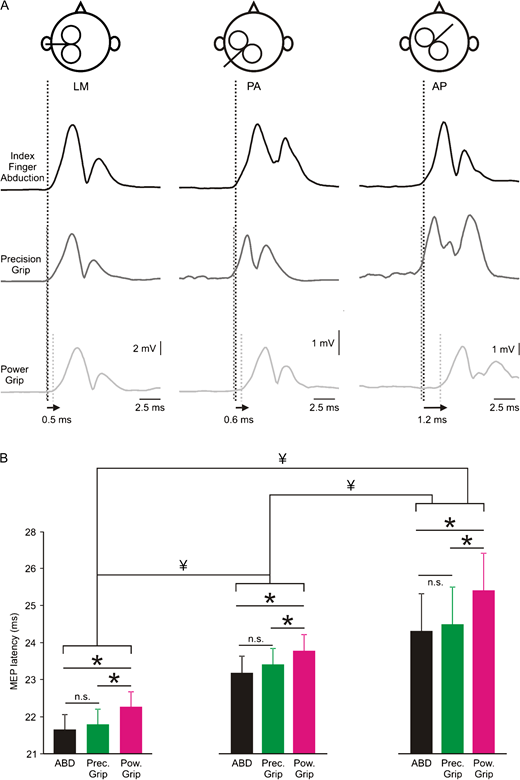 A
LM PA AP
Index
Finger
Abduction
Precision
Grip
Power
Grip
2 mV 1 mV 1 mV
2.5 ms 2.5 ms 2.5 ms
0.5 ms 0.6 ms 1.2 ms
B
¥
¥
¥
MEP latency (ms)
28
27
26
25
24
23
22
21
* * n.s.
* * n.s.
* * n.s.
ABD Prec. Grip Pow. Grip
ABD Prec. Grip Pow. Grip
ABD Prec. Grip Pow. Grip